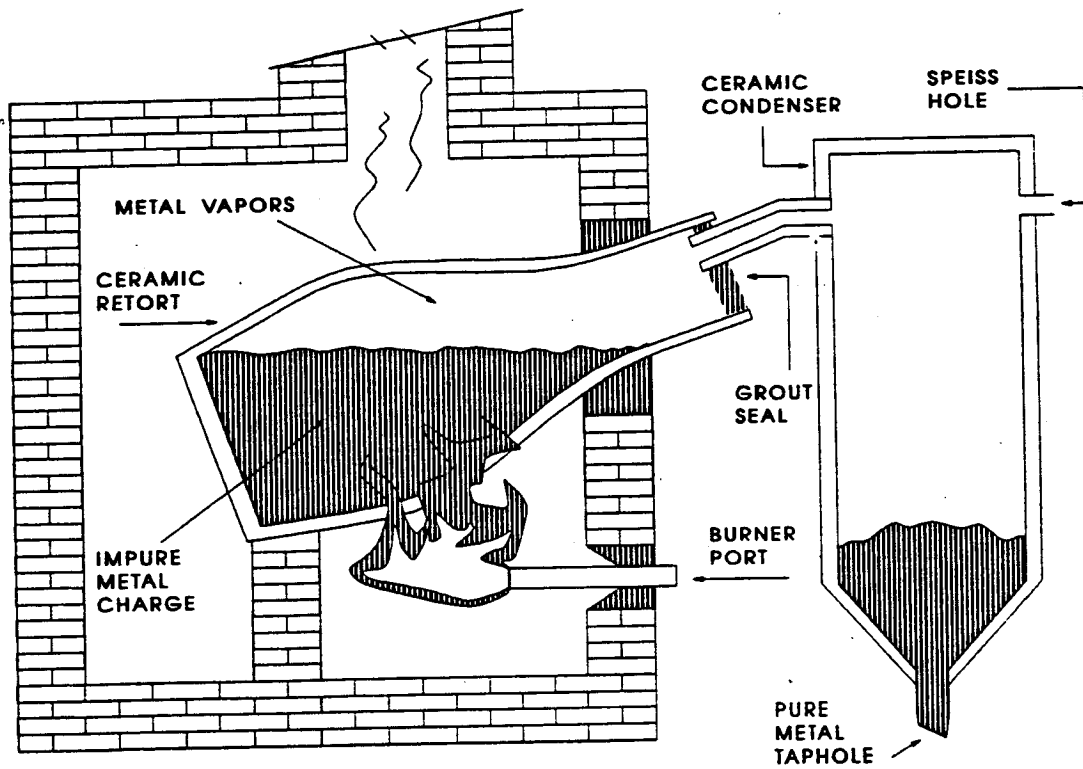 CERAMIC
CONDENSER
SPEISS
HOLE
METAL VAPORS
CERAMIC
RETORT
GROUT
SEAL
IMPURE
METAL
CHARGE
BURNER
PORT
PURE
METAL
TAPHOLE